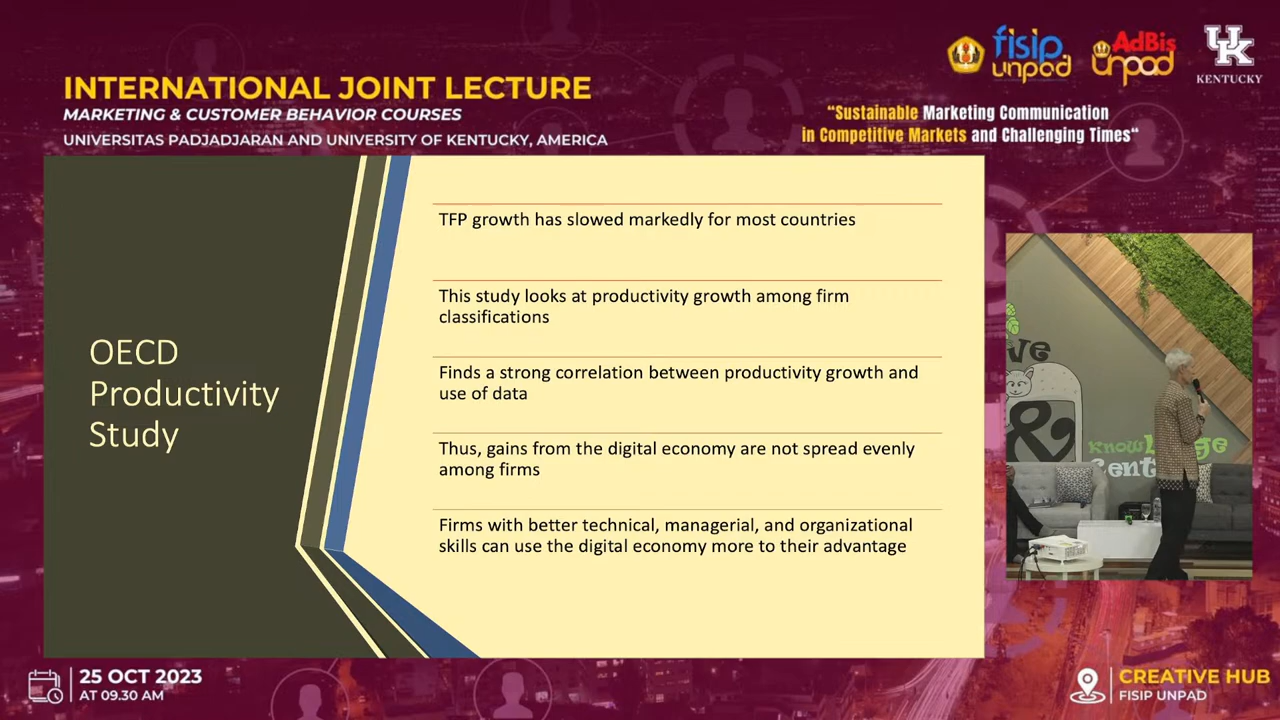 INTERNATIONAL JOINT LECTURE
MARKETING & CUSTOMER BEHAVIOR COURSES
UNIVERSITAS PADJADJARAN AND UNIVERSITY OF KENTUCKY, AMERICA
fisip
unpad
AdBis
unpad
UK
KENTUCKY
“Sustainable Marketing Communication
in Competitive Markets and Challenging Times“
OECD
Productivity
Study
TFP growth has slowed markedly for most countries
This study looks at productivity growth among firm
classifications
Finds a strong correlation between productivity growth and
use of data
Thus, gains from the digital economy are not spread evenly
among firms
Firms with better technical, managerial, and organizational
skills can use the digital economy more to their advantage
&
25 OCT 2023
AT 09.30 AM
CREATIVE HUB
FISIP UNPAD